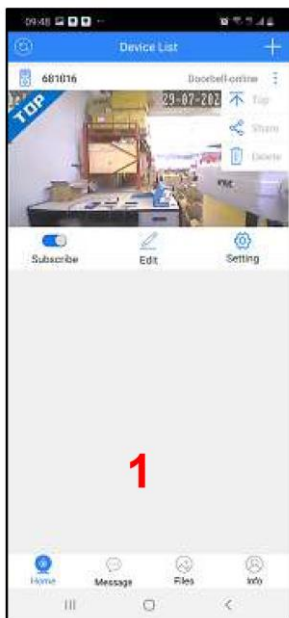 09:48
Device List
681816 Doorbell-online
TOP
29-07-202
Top
Share
Delete
Subscribe Edit Setting
1
Home Message Files Info